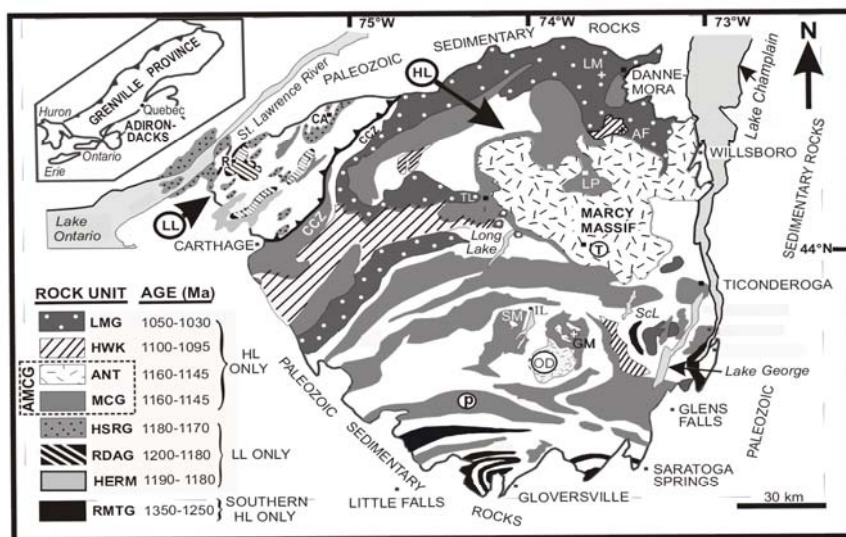 75°W
74°W
73°W
N
PALEOZOIC SEDIMENTARY ROCKS
GRENVILLE PROVINCE
Huron
Quebec
ADIRON-
DACKS
Ontario
Erie
St. Lawrence River
HL
LM
DANNE-
MORA
Lake Champlain
CA
CCZ
R
AF
WILLSBORO
LP
LL
Lake
Ontario
CARTHAGE
CCZ
TL
Long
Lake
MARCY
MASSIF
T
SEDIMENTARY ROCKS
44°N
TICONDEROGA
ROCK UNIT AGE (Ma)
LMG 1050-1030
HWK 1100-1095
ANT 1160-1145
MCG 1160-1145
AMCG
HL
ONLY
HSRG 1180-1170
RDAG 1200-1180
HERM 1190- 1180
LL ONLY
RMTG 1350-1250
SOUTHERN
HL ONLY
SM
IL
GM
OD
ScL
Lake George
p
GLENS
FALLS
PALEOZOIC
PALEOZOIC SEDIMENTARY ROCKS
SARATOGA
SPRINGS
LITTLE FALLS
GLOVERSVILLE
30 km